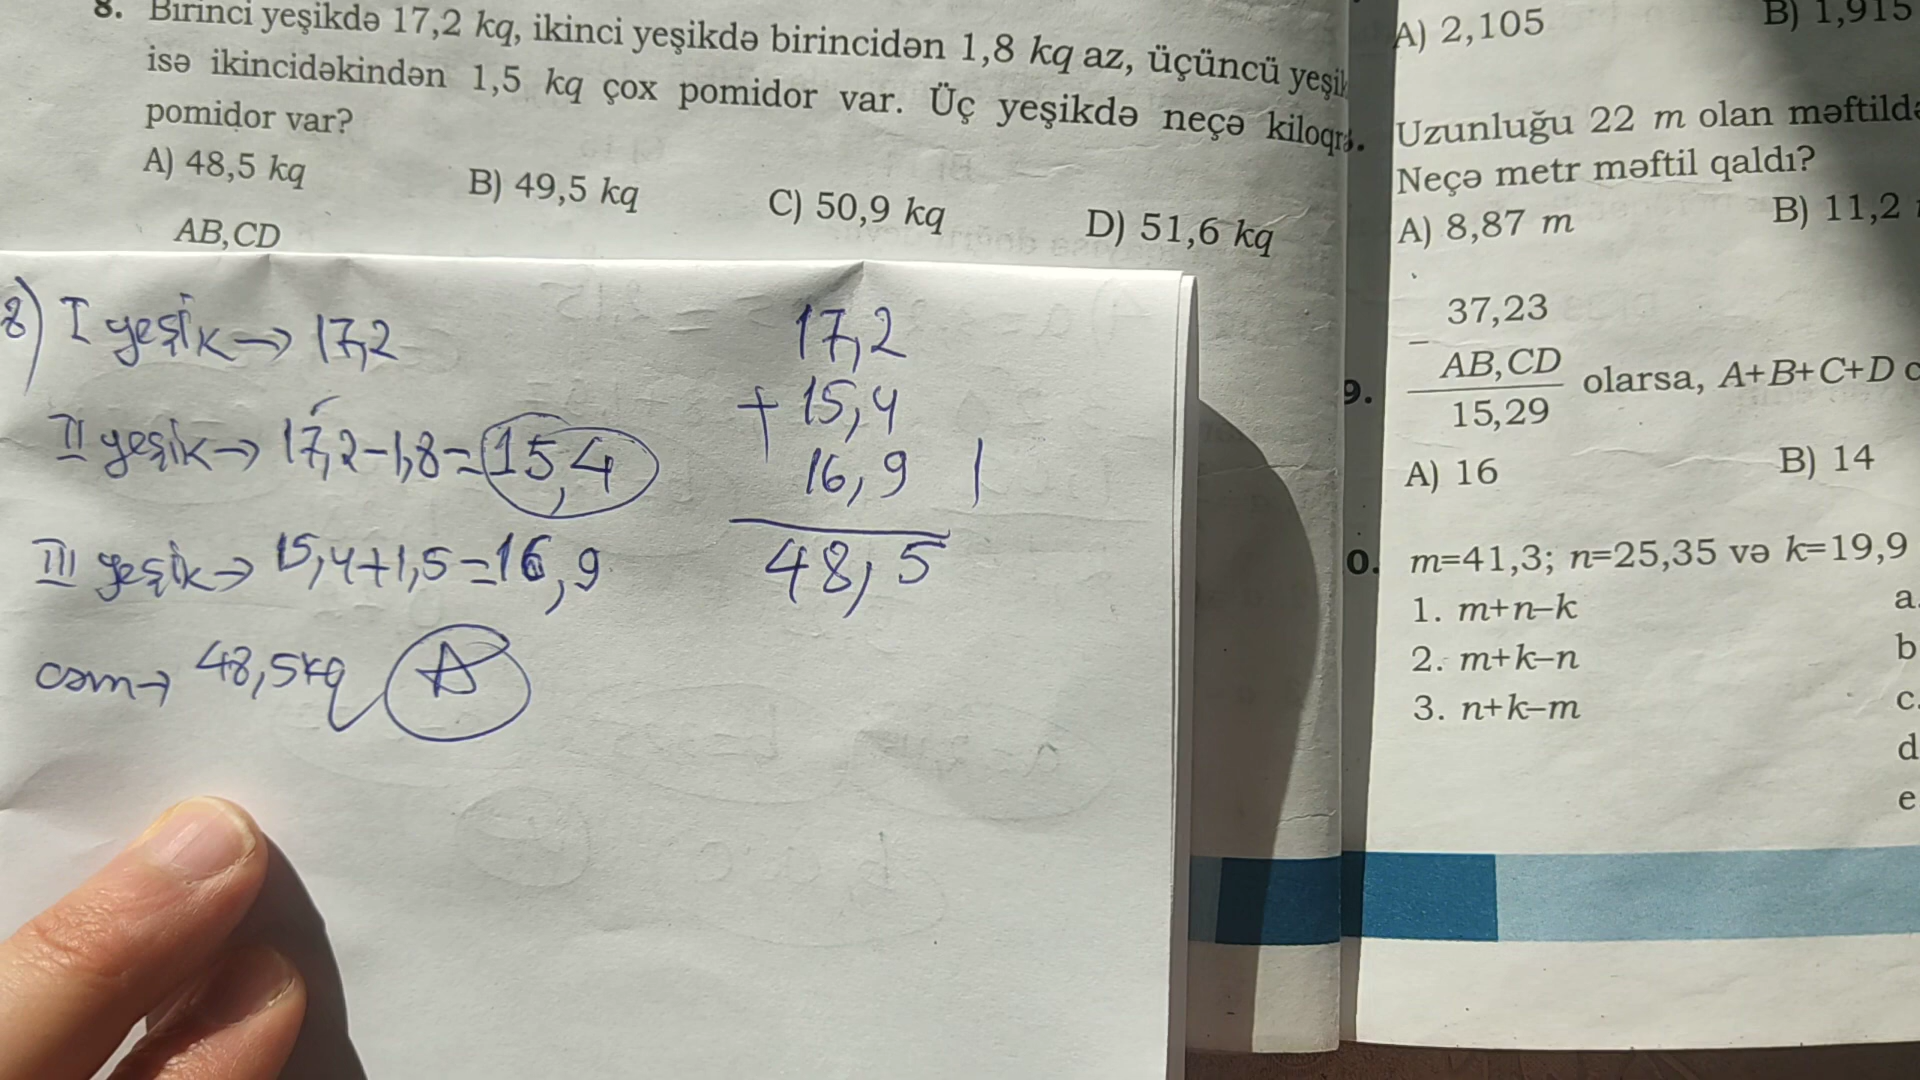 8. Birinci yeşikdə 17,2 kq, ikinci yeşikdə birincidən 1,8 kq az, üçüncü
isə ikincidəkindən 1,5 kq çox pomidor var. Üç yeşikdə neçə
pomidor var?
A) 48,5 kq B) 49,5 kq C) 50,9 kq D) 51,6 kq
AB,CD
8) I yeşik → 17,2
II yeşik → 17,2-1,8=15,4
III yeşik → 15,4+1,5=16,9
cəm → 48,5kq A
17,2
+ 15,4
16,9
48,5
A) 2,105 B) 1,915
Uzunluğu 22 m olan
Neçə metr məftil qaldı?
A) 8,87 m B) 11,2
37,23
–
9. AB,CD olarsa, A+B+C+D
15,29
A) 16 B) 14
0. m=41,3; n=25,35 və k=19,9
1. m+n–k a.
2. m+k–n b
3. n+k–m c.
d
e